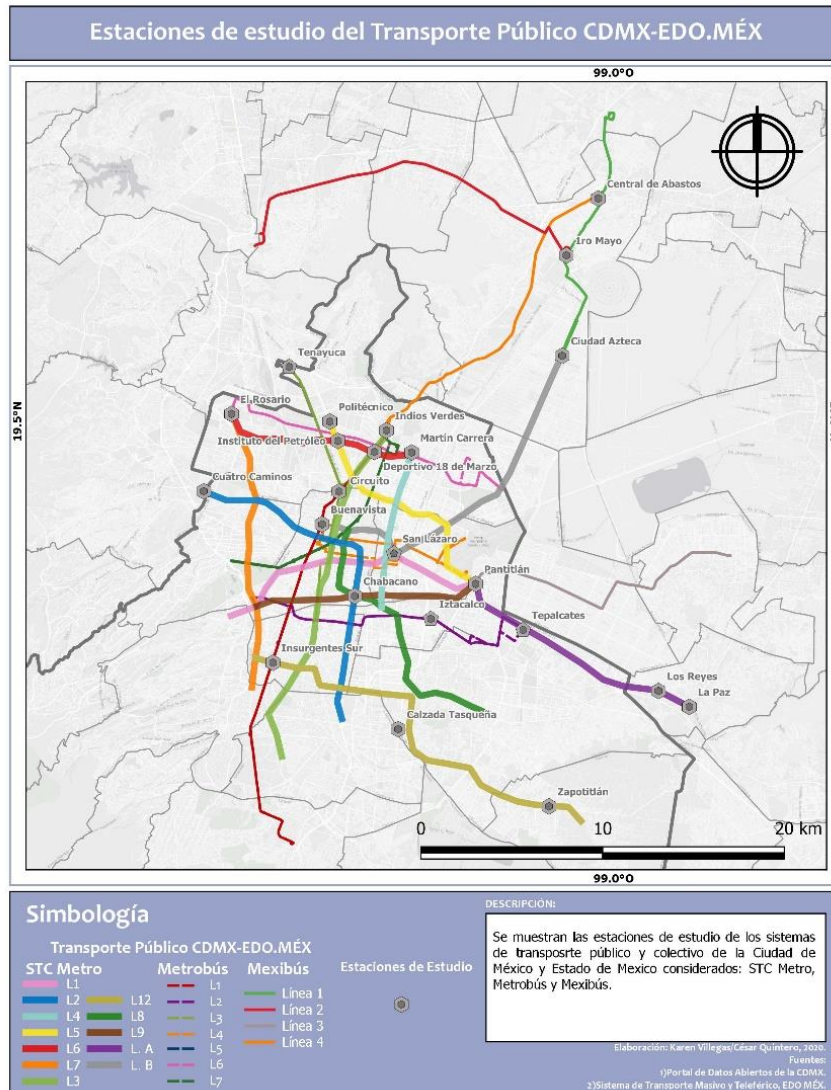 Estaciones de estudio del Transporte Público CDMX-EDO.MÉX
99.0°O
Central de Abastos
1ro Mayo
Ciudad Azteca
Tenayuca
19.5°N
El Rosario
Politécnico
Indios Verdes
Instituto del Petróleo
Martín Carrera
Deportivo 18 de Marzo
Cuatro Caminos
Circuito
Buenavista
San Lázaro
Pantitlán
Chabacano
Iztacalco
Tepalcates
Insurgentes Sur
Los Reyes
La Paz
Calzada Tasqueña
Zapotitlán
0 10 20 km
99.0°O
Simbología
Transporte Público CDMX-EDO.MÉX
STC Metro
L1
L2
L4
L5
L6
L7
L3
L12
L8
L9
L. A
L. B
Metrobús
L1
L2
L3
L4
L5
L6
L7
Mexibús
Línea 1
Línea 2
Línea 3
Línea 4
Estaciones de Estudio
DESCRIPCIÓN:
Se muestran las estaciones de estudio de los sistemas
de transposrte público y colectivo de la Ciudad de
México y Estado de Mexico considerados: STC Metro,
Metrobús y Mexibús.
Elaboración: Karen Villegas/César Quintero, 2020.
Fuentes:
1)Portal de Datos Abiertos de la CDMX.
2)Sistema de Transporte Masivo y Teleférico, EDO MÉX.